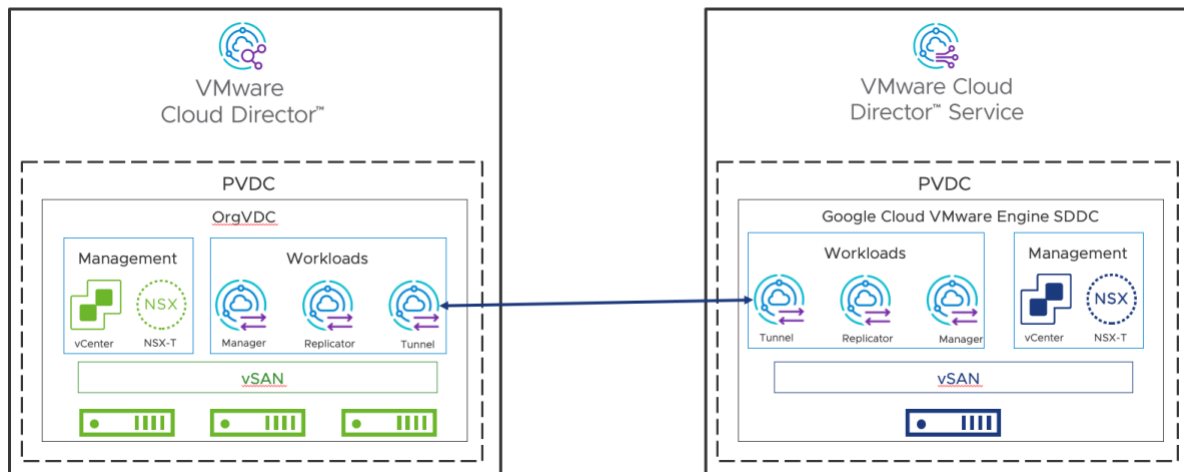 VMware
Cloud Director™
PVDC
OrgVDC
Management
Workloads
NSX
vCenter
NSX-T
Manager
Replicator
Tunnel
vSAN
VMware Cloud
Director™ Service
PVDC
Google Cloud VMware Engine SDDC
Workloads
Management
NSX
Tunnel
Replicator
Manager
vCenter
NSX-T
vSAN